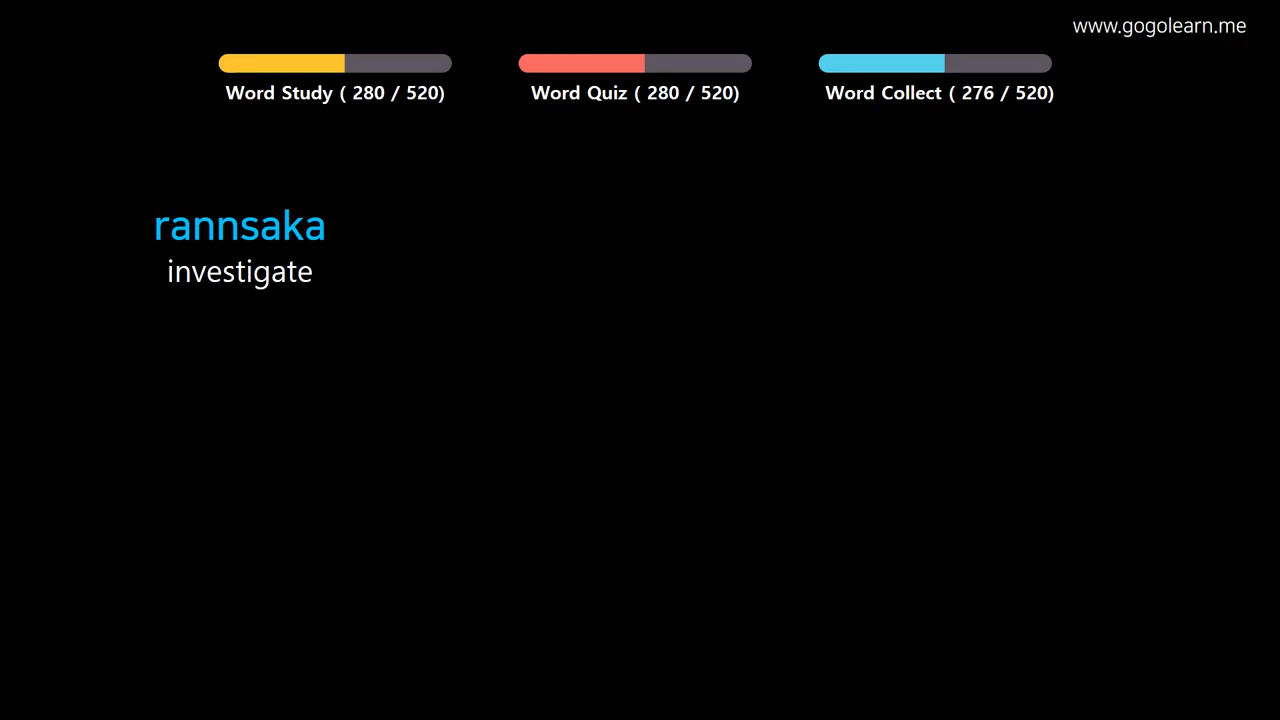 www.gogolearn.me
Word Study ( 280 / 520)
Word Quiz ( 280 / 520)
Word Collect ( 276 / 520)
rannsaka
investigate